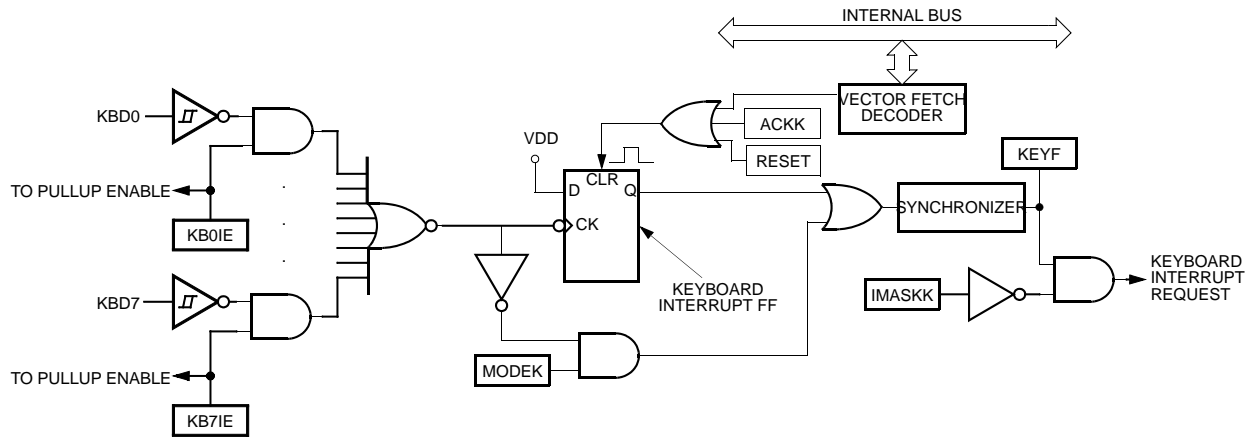 INTERNAL BUS
VECTOR FETCH
DECODER
ACKK
RESET
KBD0
TO PULLUP ENABLE
KB0IE
KBD7
TO PULLUP ENABLE
KB7IE
VDD
CLR
D
Q
CK
KEYBOARD
INTERRUPT FF
MODEK
SYNCHRONIZER
KEYF
IMASKK
KEYBOARD
INTERRUPT
REQUEST